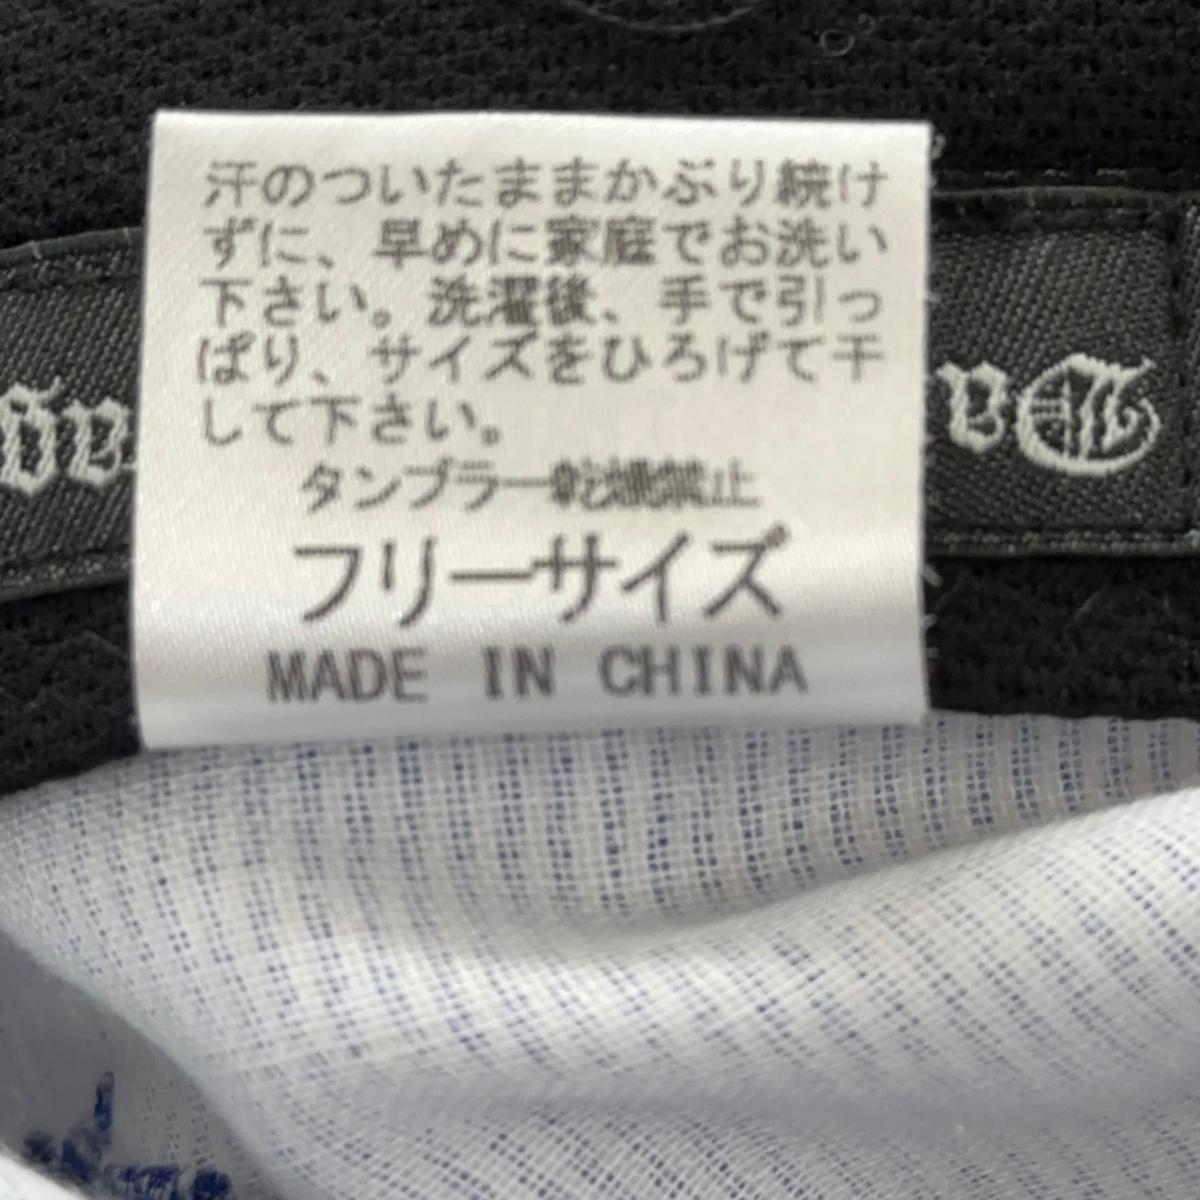 汗のついたままかぶり続け
ずに、早めに家庭でお洗い
下さい。洗濯後、手で引っ
ぱり、サイズをひろげて干
して下さい。
タンブラー乾燥禁止
フリーサイズ
MADE IN CHINA